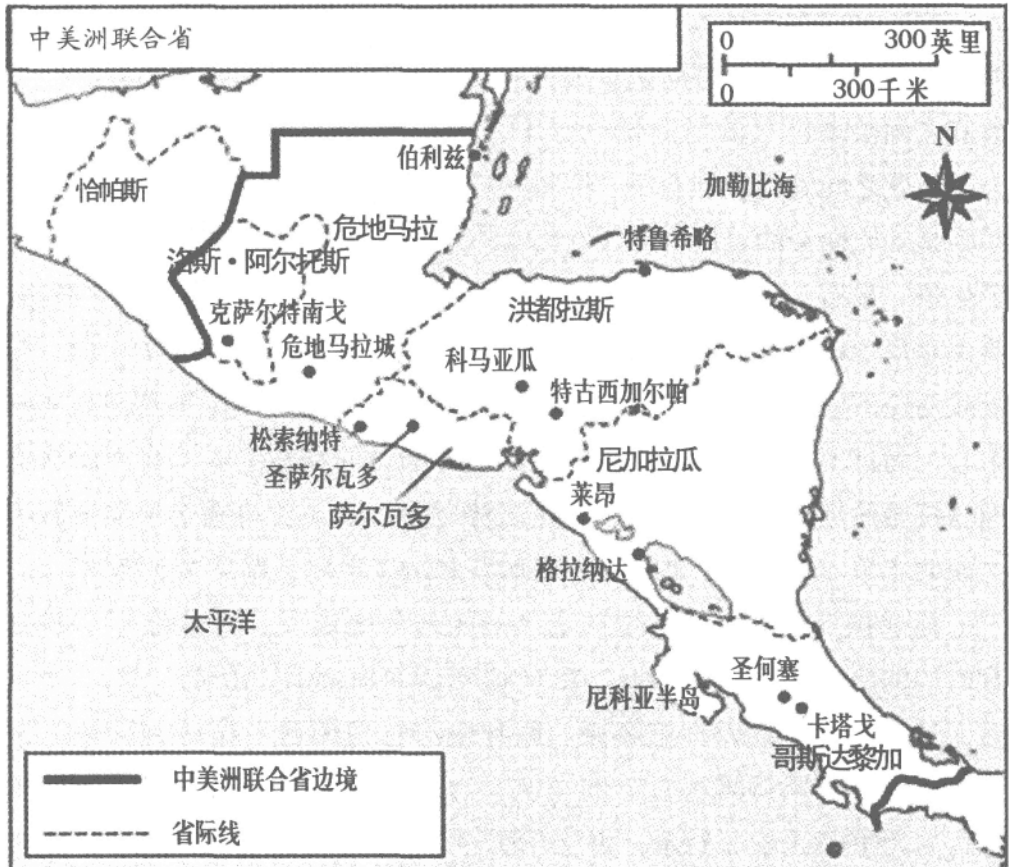 中美洲联合省
0 300英里
0 300千米
N
伯利兹
加勒比海
恰帕斯
危地马拉
特鲁希略
洛斯·阿尔托斯
洪都拉斯
克萨尔特南戈
危地马拉城
科马亚瓜
特古西加尔帕
松索纳特
圣萨尔瓦多
尼加拉瓜
莱昂
萨尔瓦多
格拉纳达
太平洋
圣何塞
尼科亚半岛
卡塔戈
哥斯达黎加
中美洲联合省边境
省际线